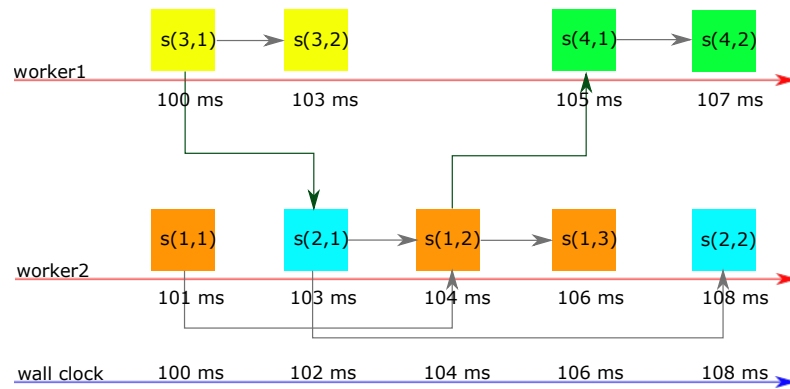 s(3,1) s(3,2) s(4,1) s(4,2)
worker1
100 ms 103 ms 105 ms 107 ms
s(1,1) s(2,1) s(1,2) s(1,3) s(2,2)
worker2
101 ms 103 ms 104 ms 106 ms 108 ms
wall clock 100 ms 102 ms 104 ms 106 ms 108 ms